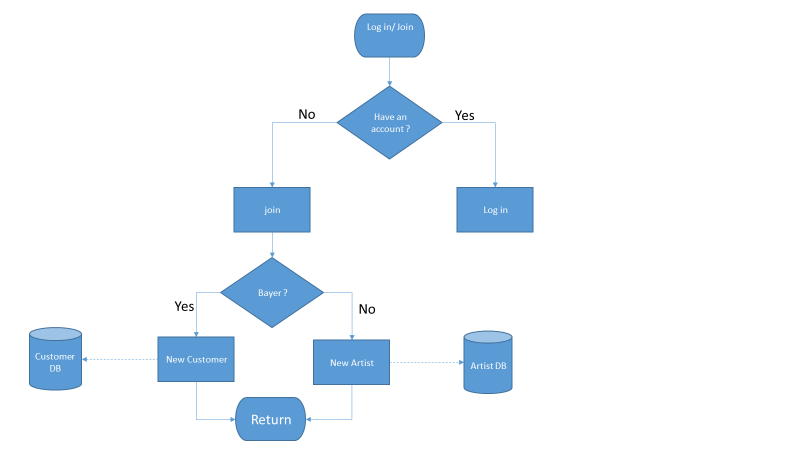 Log in/Join
Have an
account ?
No
Yes
join
Log in
Bayer ?
Yes
No
Customer
DB
New Customer
New Artist
Artist DB
Return